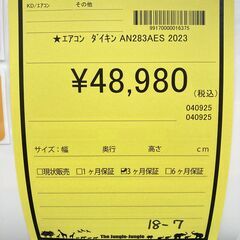 KD/エアコン その他
9917000016375
★エアコン ダイキン AN283AES 2023
¥48,980
(税込)
040925
040925
サイズ:幅 奥行 高さ cm
□現状販売 □1ヶ月保証 ☑3ヶ月保証 □6ヶ月保証
18-7
The Jungle-Jungle